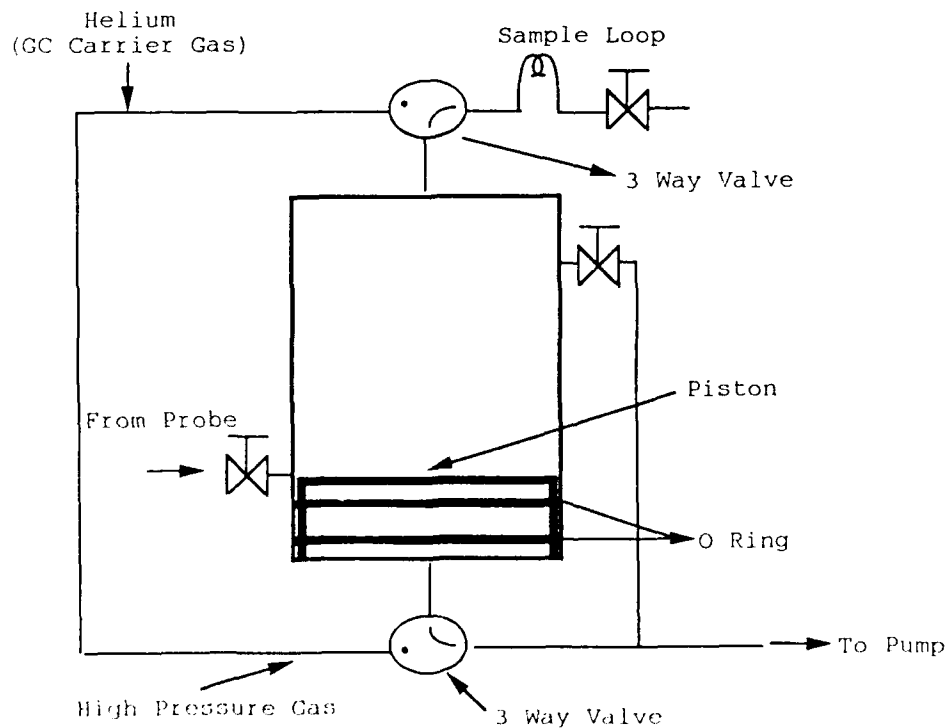 Helium
(GC Carrier Gas)
Sample Loop
3 Way Valve
Piston
From Probe
O Ring
To Pump
High Pressure Gas
3 Way Valve